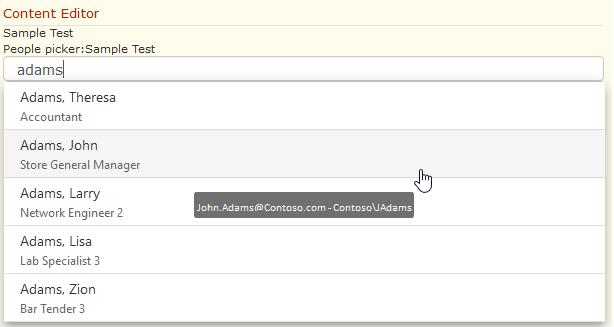 Content Editor
Sample Test
People picker:Sample Test
adams
Adams, Theresa
Accountant
Adams, John
Store General Manager
Adams, Larry
Network Engineer 2
John.Adams@Contoso.com - Contoso\JAdams
Adams, Lisa
Lab Specialist 3
Adams, Zion
Bar Tender 3